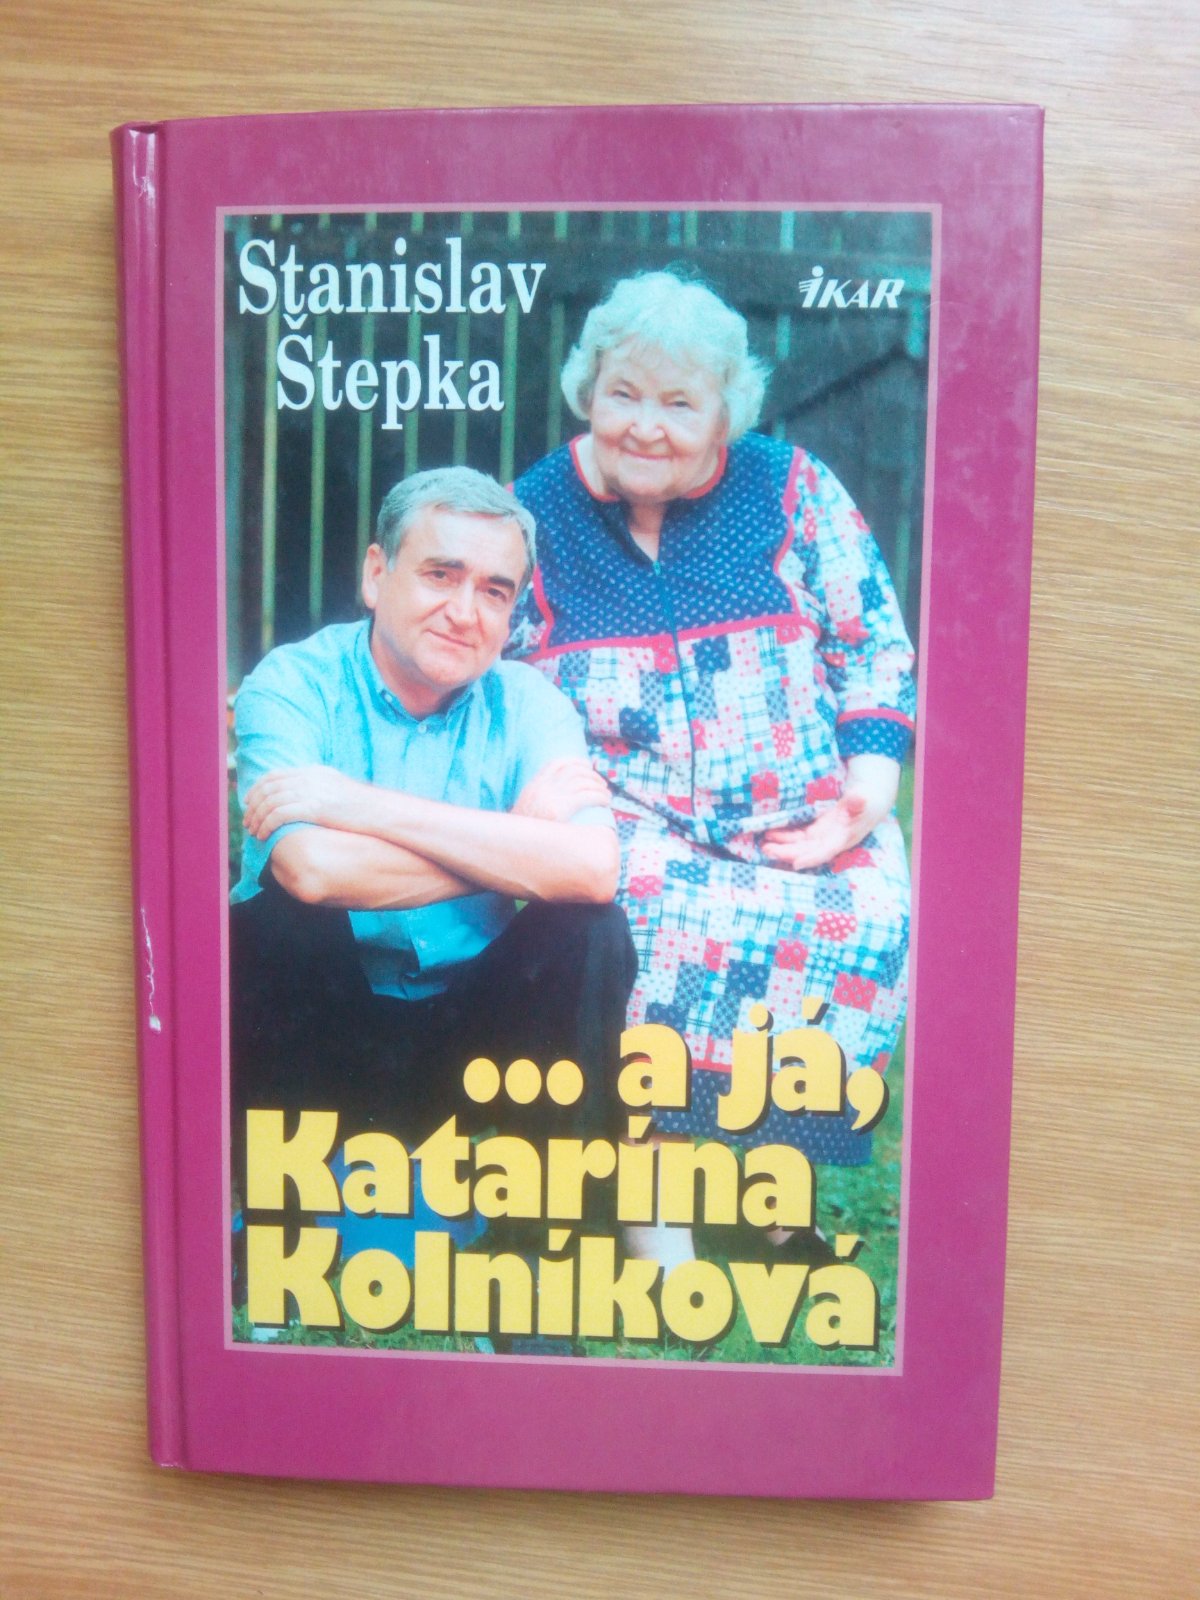 Stanislav
Štepka
iKAR
... a já,
Katarína
Kolníková